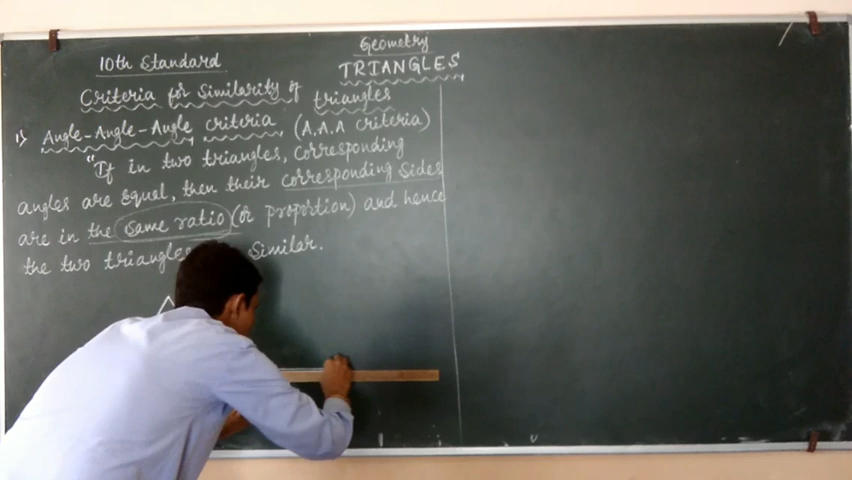 Geometry
10th Standard
TRIANGLES
Criteria for Similarity of triangles
1) Angle-Angle-Angle criteria (A.A.A criteria)
"If in two triangles, corresponding
angles are equal, then their corresponding sides
are in the same ratio (or proportion) and hence
the two triangles similar.